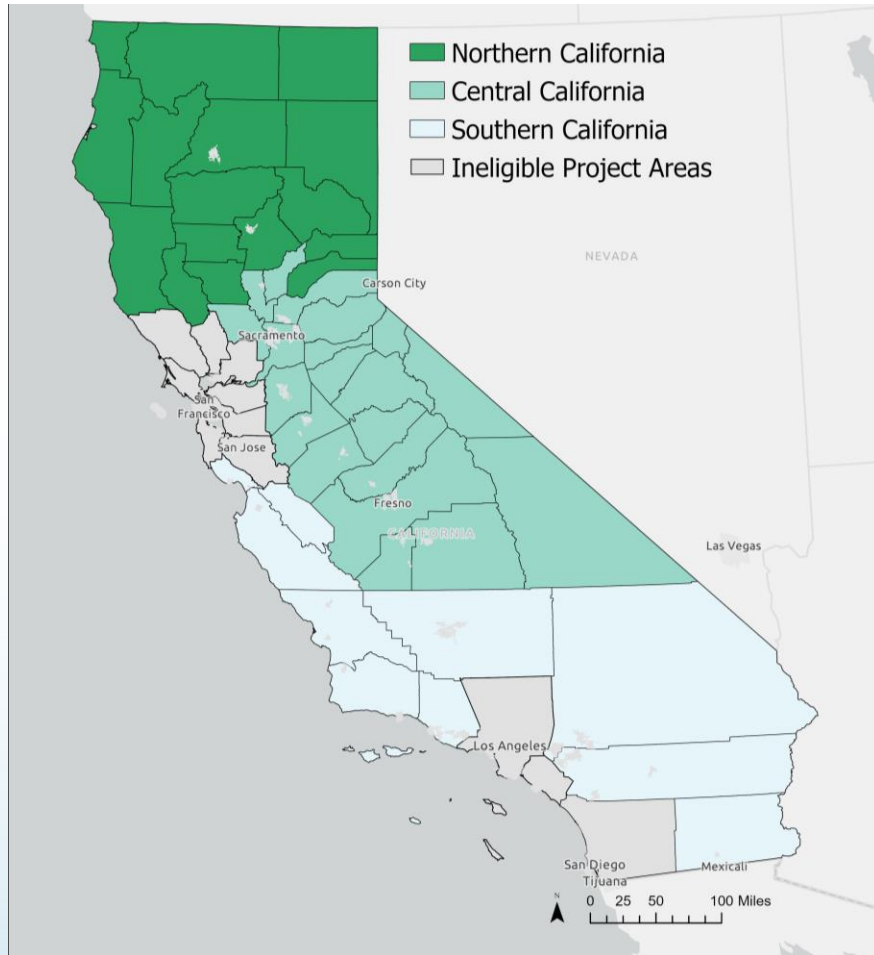 Northern California
Central California
Southern California
Ineligible Project Areas
NEVADA
Carson City
Sacramento
San
Francisco
San Jose
Fresno
CALIFORNIA
Las Vegas
Los Angeles
San Diego
Tijuana
Mexicali
N
0 25 50 100 Miles